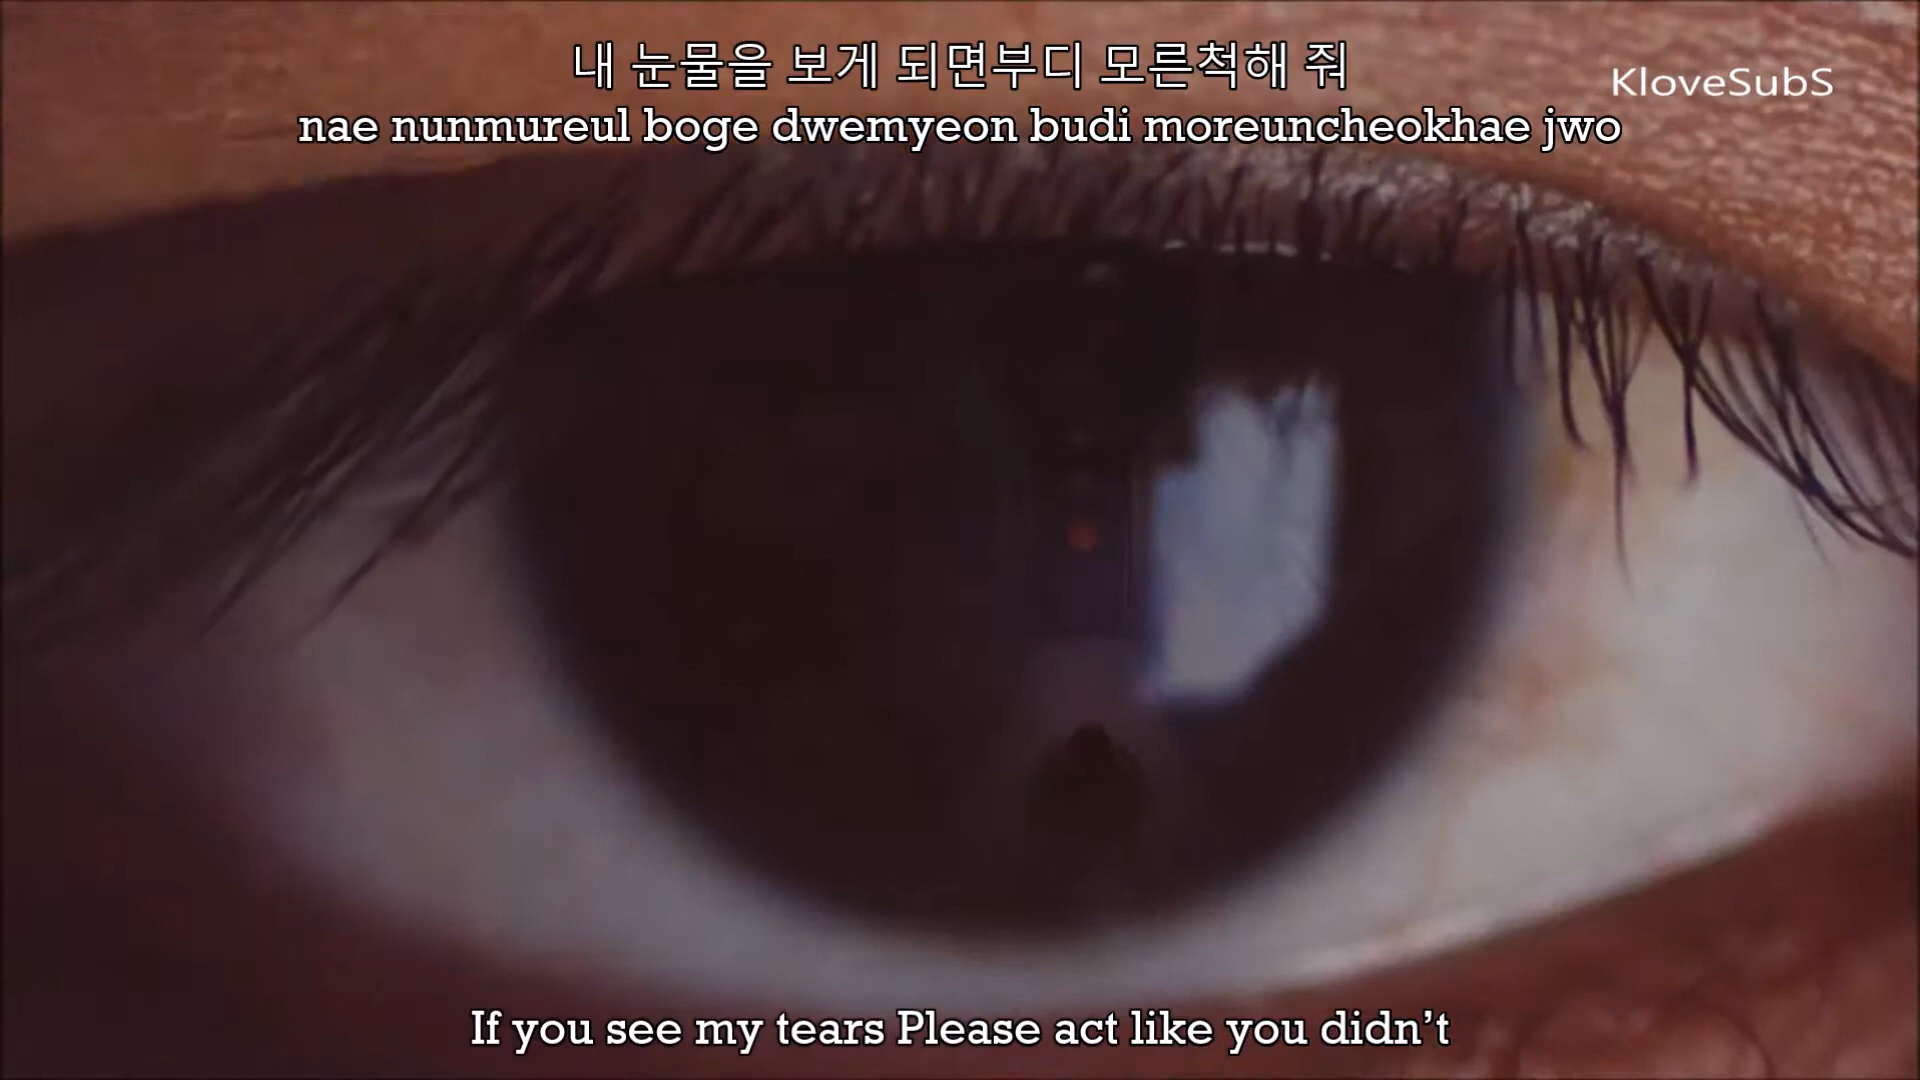 내 눈물을 보게 되면부디 모른척해 줘
KloveSubS
nae nunmureul boge dwemyeon budi moreuncheokhae jwo
If you see my tears Please act like you didn’t